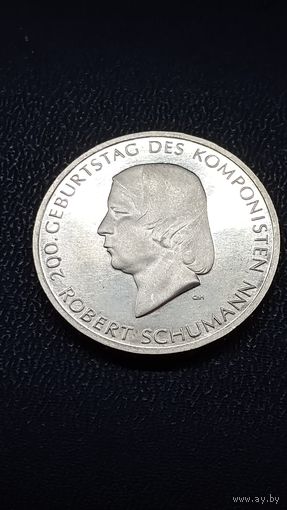 200. GEBURTSTAG DES KOMPONISTEN
ROBERT SCHUMANN
www.ay.by